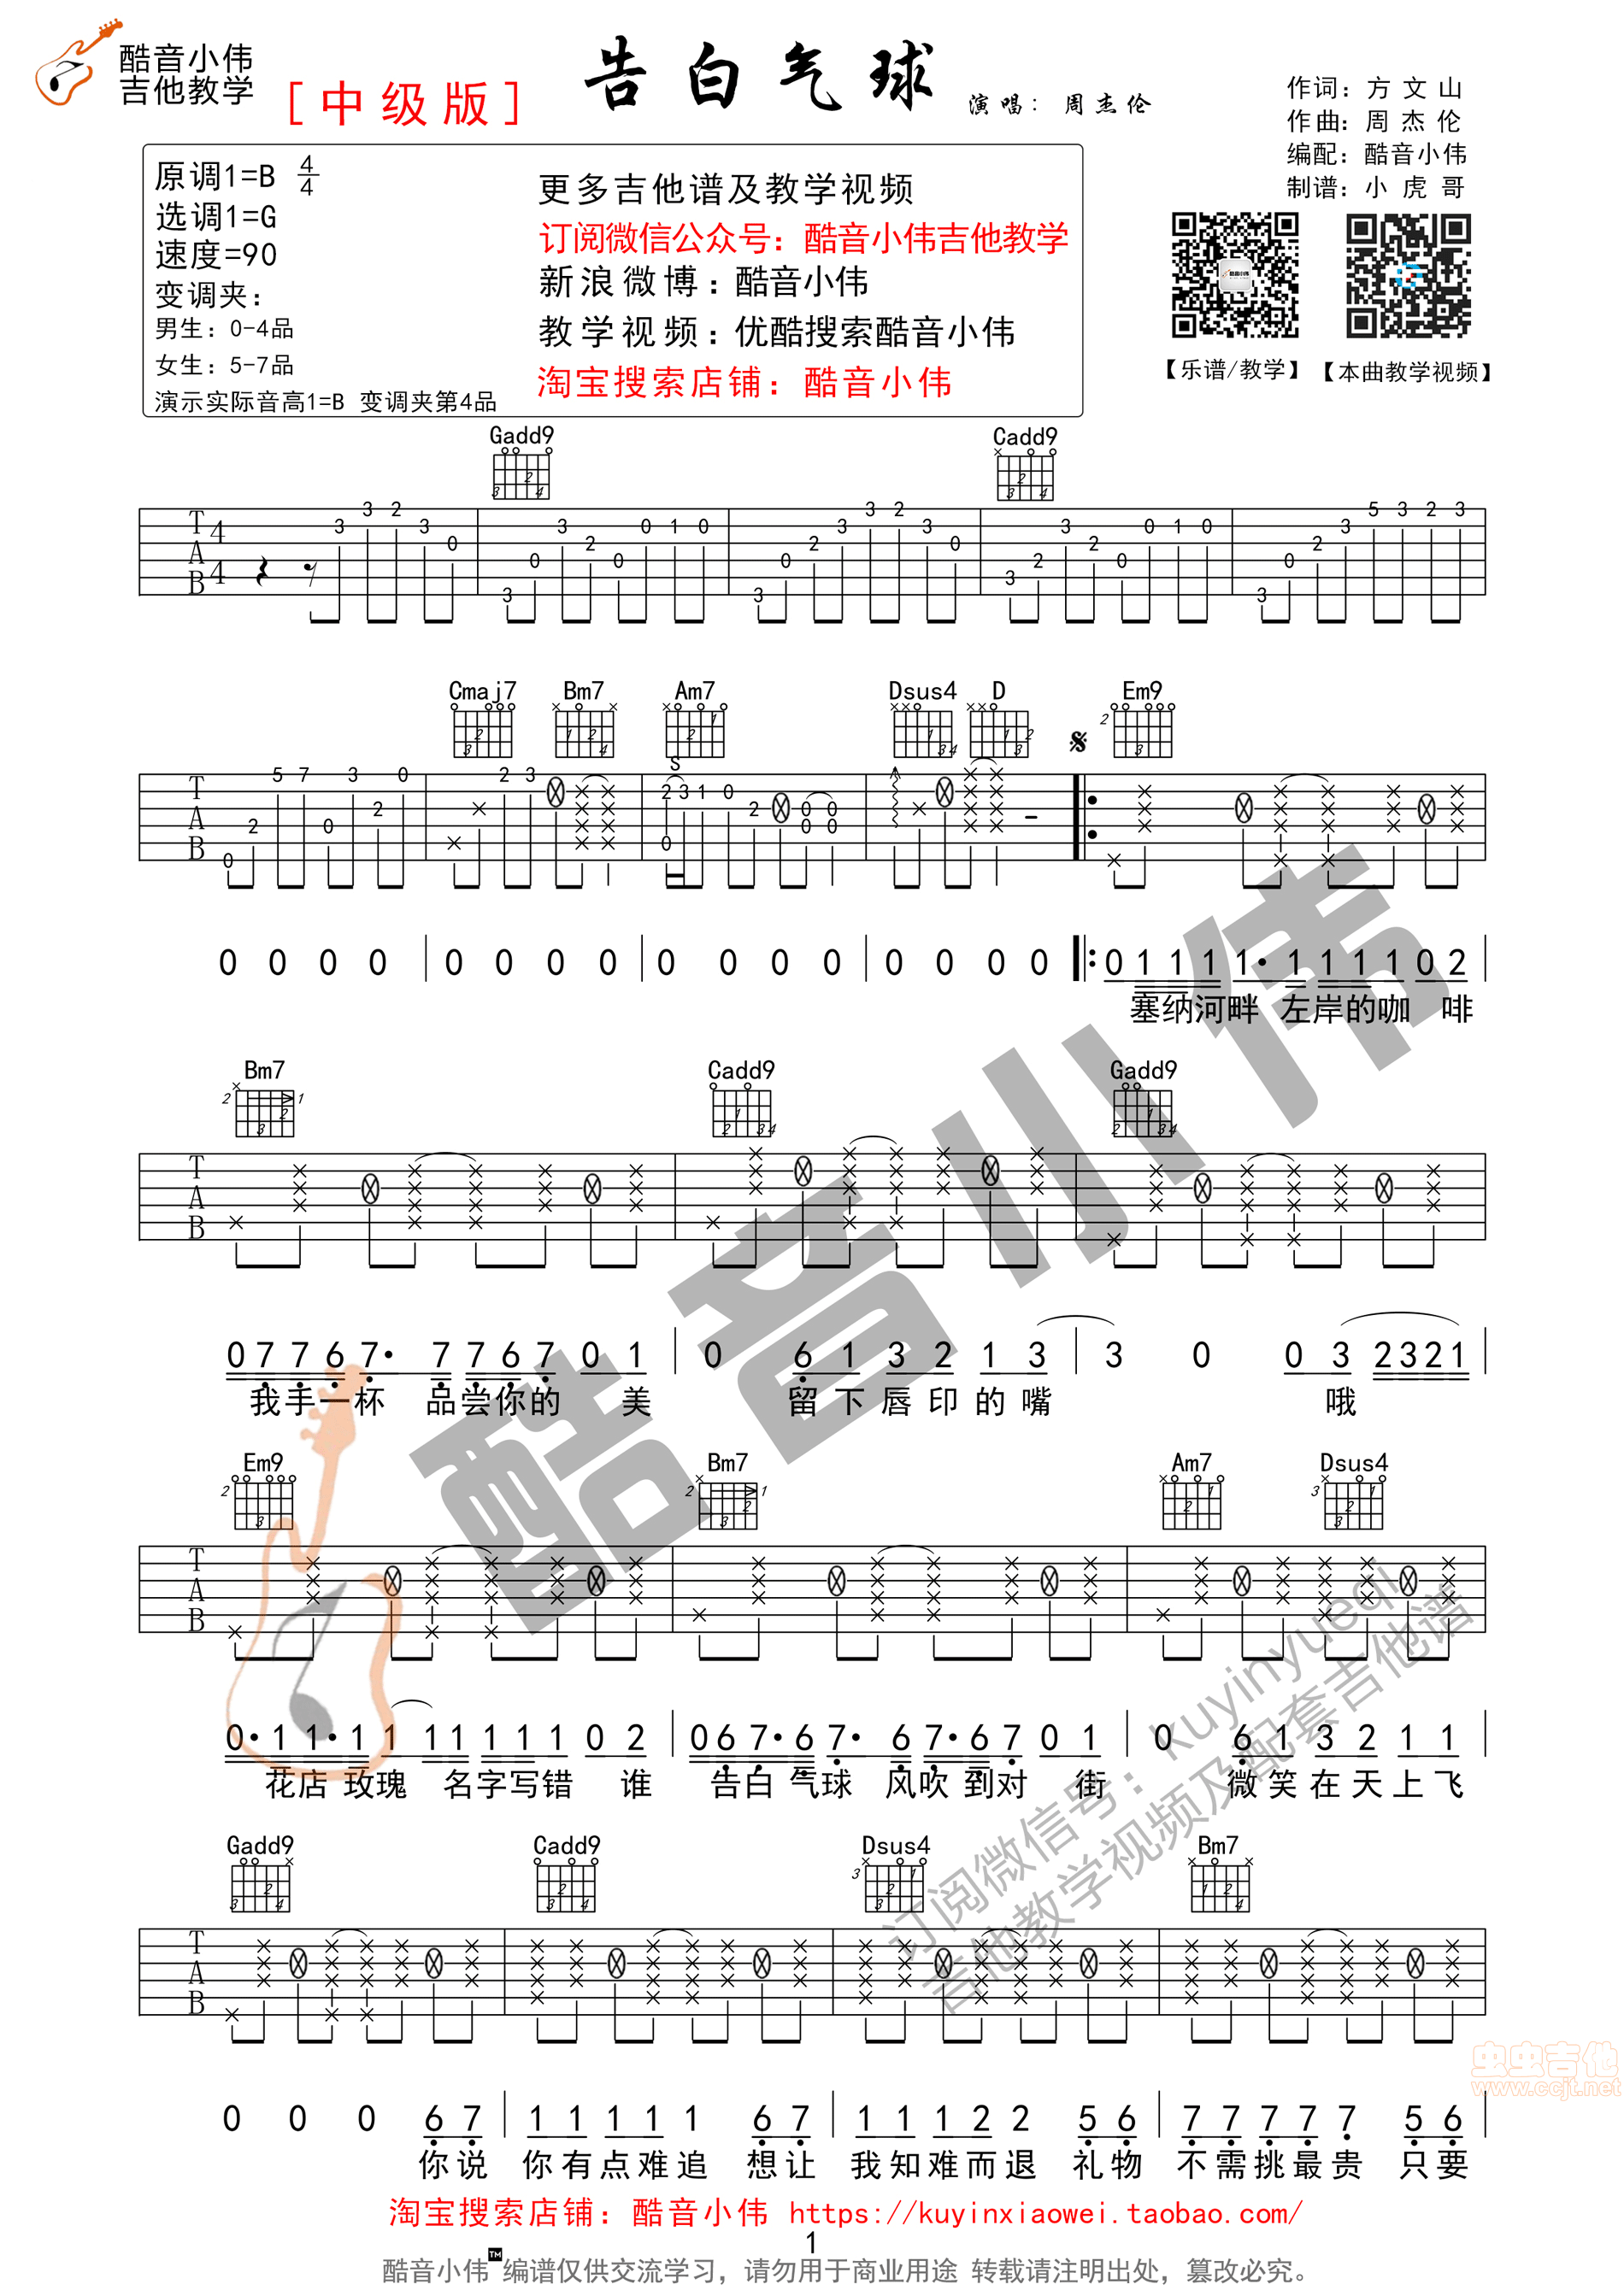 酷音小伟
吉他教学
[中级版]
告白气球
演唱：周杰伦
作词：方文山
作曲：周杰伦
编配：酷音小伟
制谱：小虎哥
原调1=B 4/4
选调1=G
速度=90
变调夹：
男生：0-4品
女生：5-7品
演示实际音高1=B 变调夹第4品
更多吉他谱及教学视频
订阅微信公众号：酷音小伟吉他教学
新浪微博：酷音小伟
教学视频：优酷搜索酷音小伟
淘宝搜索店铺：酷音小伟
【乐谱/教学】
【本曲教学视频】
Gadd9 Cadd9
Cmaj7 Bm7 Am7 Dsus4 D Em9
0 0 0 0 0 0 0 0 0 0 0 0 0 0 0 0 0 1 1 1 1· 1 1 1 1 0 2
塞纳河畔 左岸的咖 啡
Bm7 Cadd9 Gadd9
0 7 7 6 7· 7 7 6 7 0 1 0 6 1 3 2 1 3 3 0 0 3 2321
我手一杯 品尝你的 美 留下唇印的嘴 哦
Em9 Bm7 Am7 Dsus4
0· 1 1· 1 1 1 1 1 1 1 0 2 0 6 7· 6 7· 6 7· 6 7 0 1 0 6 1 3 2 1 1
花店 玫瑰 名字写错 谁 告白 气球 风吹 到对 街 微笑在天上飞
Gadd9 Cadd9 Dsus4 Bm7
0 0 0 6 7 1 1 1 1 1 6 7 1 1 1 2 2 5 6 7 7 7 7 7 5 6
你说 你有点难追 想让 我知难而退 礼物 不需挑最贵 只要
酷音小伟
订阅微信号：kuyinyueqi
吉他教学视频及配套吉他谱
虫虫吉他
www.ccjt.net
淘宝搜索店铺：酷音小伟 https://kuyinxiaowei.taobao.com/
1
酷音小伟TM编谱仅供交流学习，请勿用于商业用途 转载请注明出处，篡改必究。